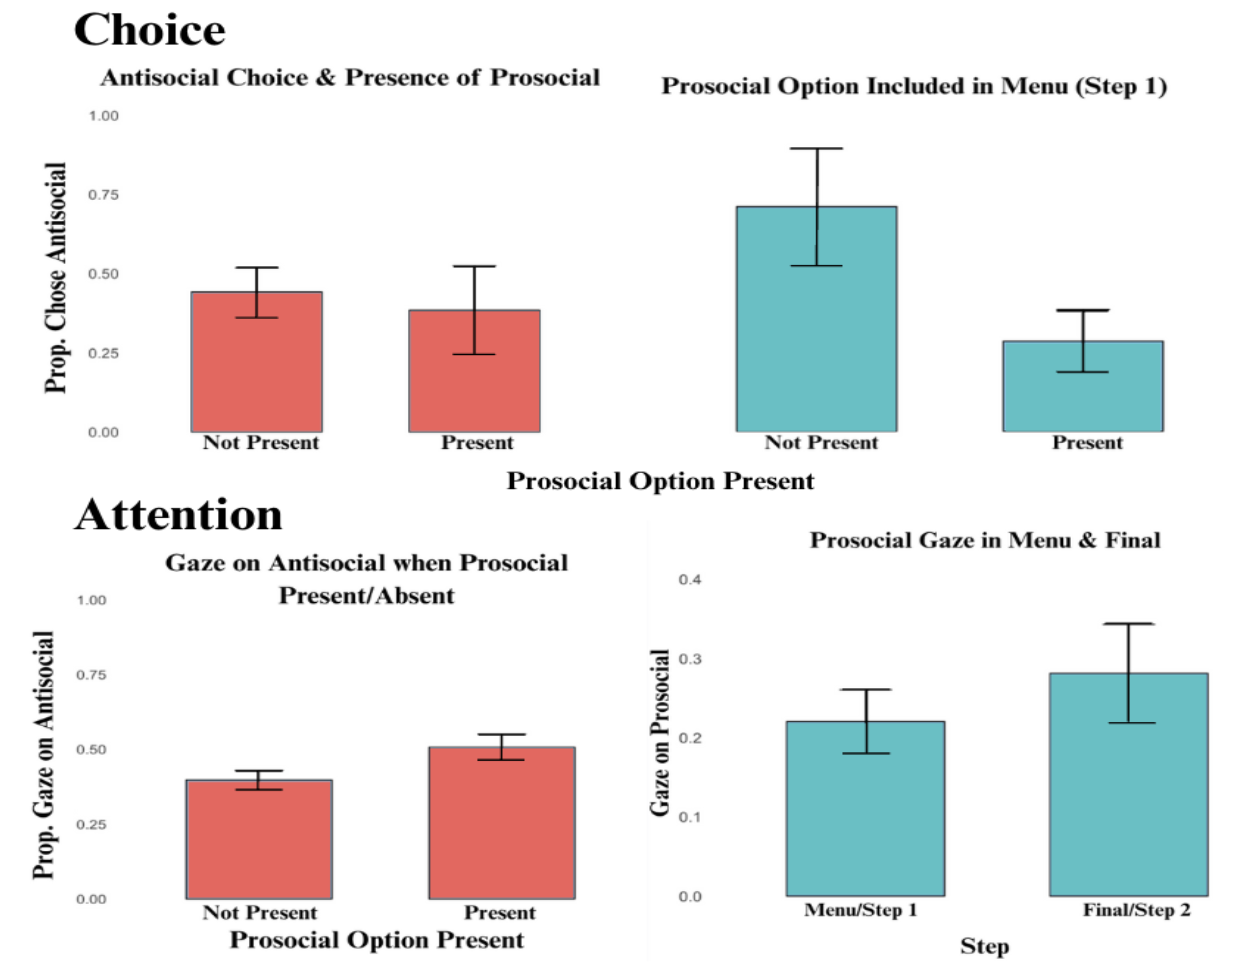 Choice
Antisocial Choice & Presence of Prosocial
Prosocial Option Included in Menu (Step 1)
Prop. Chose Antisocial
1.00
0.75
0.50
0.25
0.00
Not Present
Present
Not Present
Present
Prosocial Option Present
Attention
Gaze on Antisocial when Prosocial
Present/Absent
Prop. Gaze on Antisocial
1.00
0.75
0.50
0.25
0.00
Not Present
Present
Prosocial Option Present
Prosocial Gaze in Menu & Final
Gaze on Prosocial
0.4
0.3
0.2
0.1
0.0
Menu/Step 1
Final/Step 2
Step